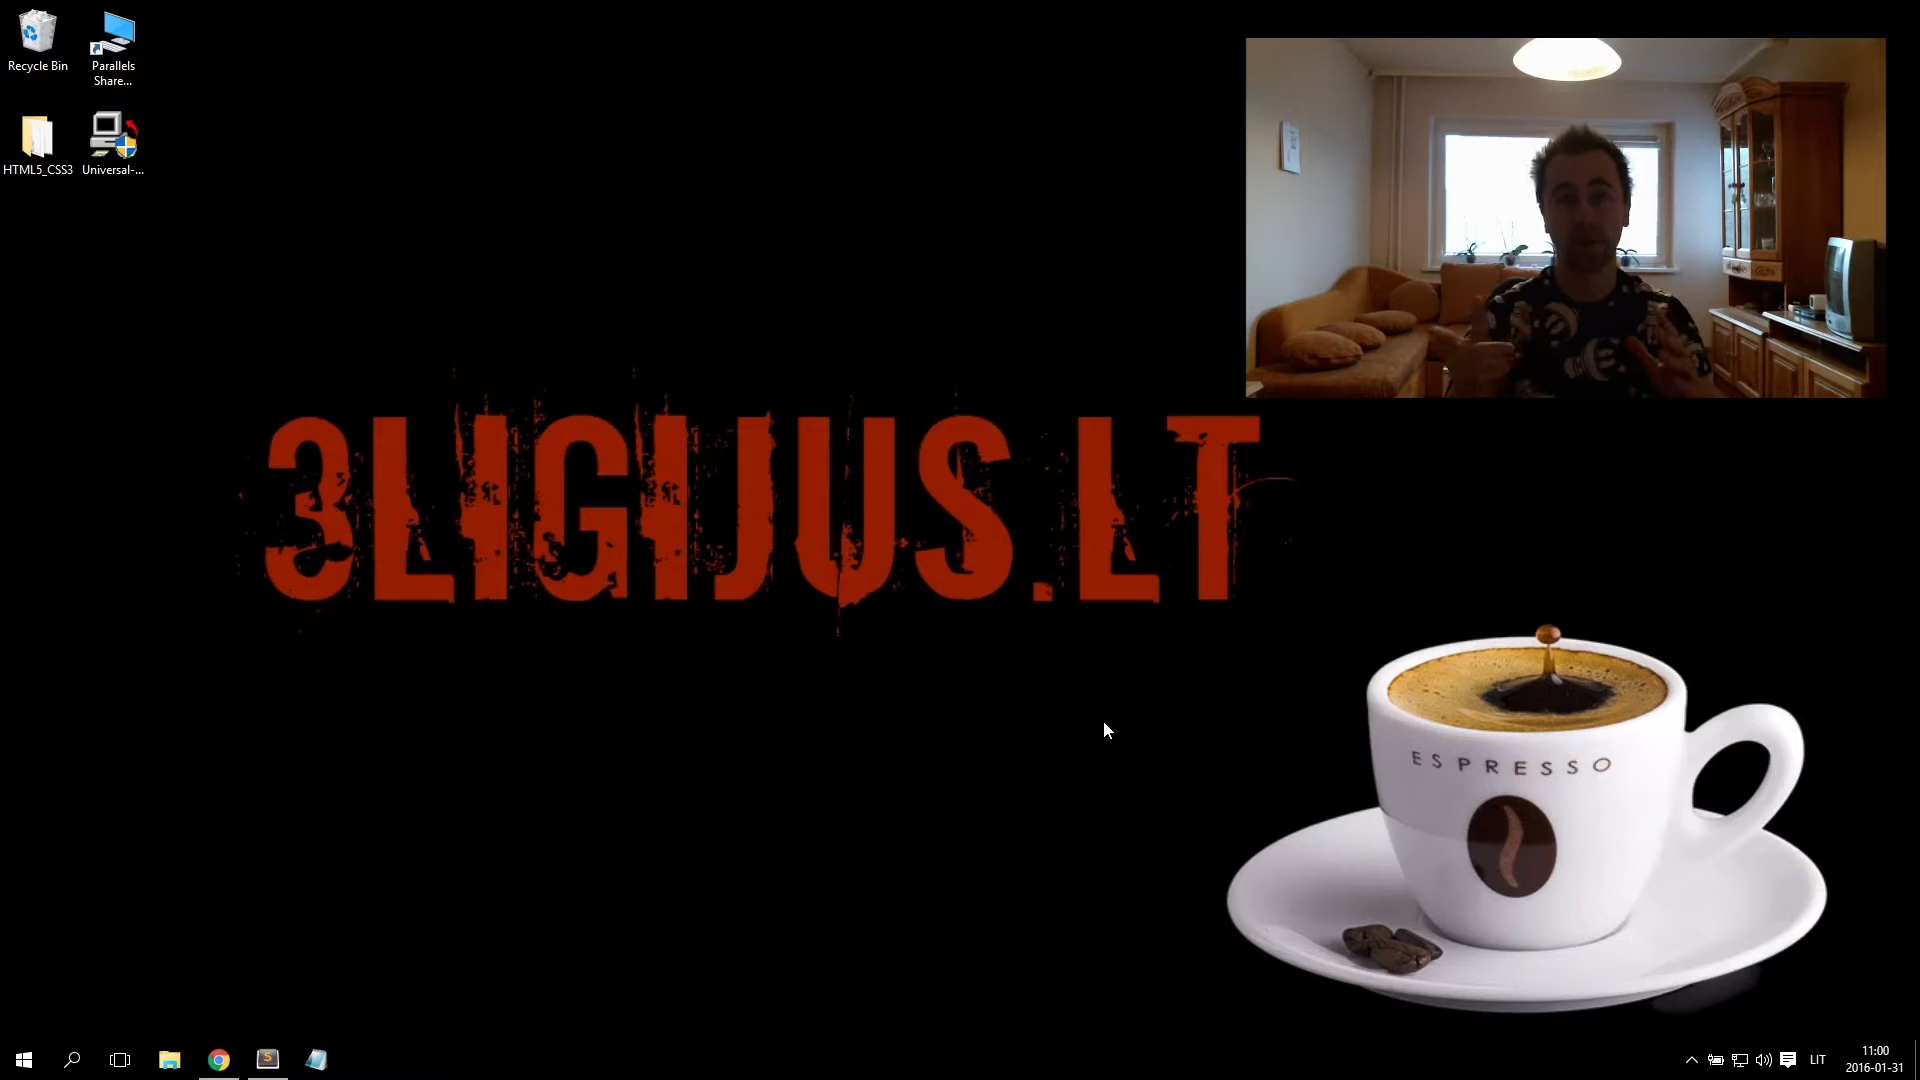 Recycle Bin
Parallels
Share...
HTML5_CSS3
Universal-...
3LIGIJUS.LT
ESPRESSO
LIT
11:00
2016-01-31